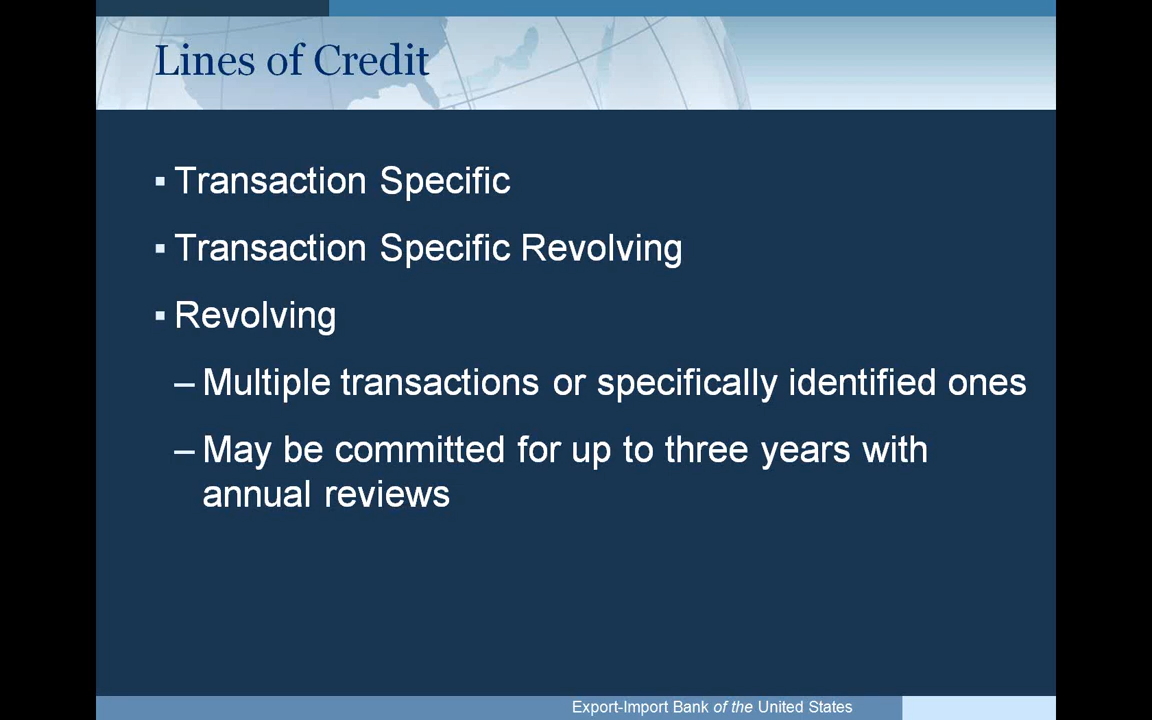 Lines of Credit
▪ Transaction Specific
▪ Transaction Specific Revolving
▪ Revolving
– Multiple transactions or specifically identified ones
– May be committed for up to three years with
annual reviews
Export-Import Bank of the United States